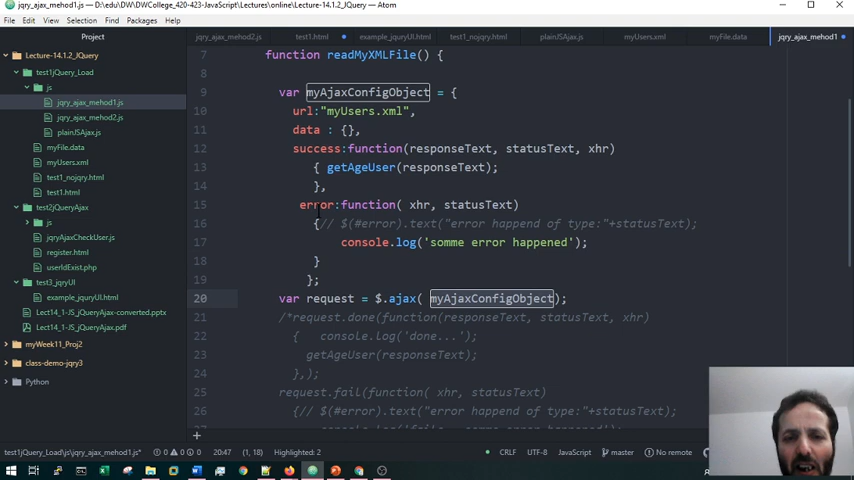 jqry_ajax_mehod1.js — D:\edu\DW\DWCollege_420-423-JavaScript\Lectures\online\Lecture-14.1.2_JQuery — Atom
File Edit View Selection Find Packages Help
Project
jqry_ajax_mehod2.js test1.html example_jquryUI.html test1_nojqry.html plainJSAjax.js myUsers.xml myFile.data jqry_ajax_mehod1
Lecture-14.1.2_JQuery
test1jQuery_Load
js
jqry_ajax_mehod1.js
jqry_ajax_mehod2.js
plainJSAjax.js
myFile.data
myUsers.xml
test1_nojqry.html
test1.html
test2jQueryAjax
js
jqryAjaxCheckUser.js
register.html
userIdExist.php
test3_jqryUI
example_jquryUI.html
Lect14_1-JS_jQueryAjax-converted.pptx
Lect14_1-JS_jQueryAjax.pdf
myWeek11_Proj2
class-demo-jqry3
Python
7 function readMyXMLFile() {
8
9 var myAjaxConfigObject = {
10 url:"myUsers.xml",
11 data : {},
12 success:function(responseText, statusText, xhr)
13 { getAgeUser(responseText);
14 },
15 error:function( xhr, statusText)
16 {// $(#error).text("error happend of type:"+statusText);
17 console.log('somme error happened');
18 }
19 };
20 var request = $.ajax( myAjaxConfigObject);
21 /*request.done(function(responseText, statusText, xhr)
22 { console.log('done...');
23 getAgeUser(responseText);
24 },);
25 request.fail(function( xhr, statusText)
26 {// $(#error).text("error happend of type:"+statusText);
test1jQuery_Load\js\jqry_ajax_mehod1.js* 0 0 0 20:47 (1, 18) Highlighted: 2 CRLF UTF-8 JavaScript master No remote